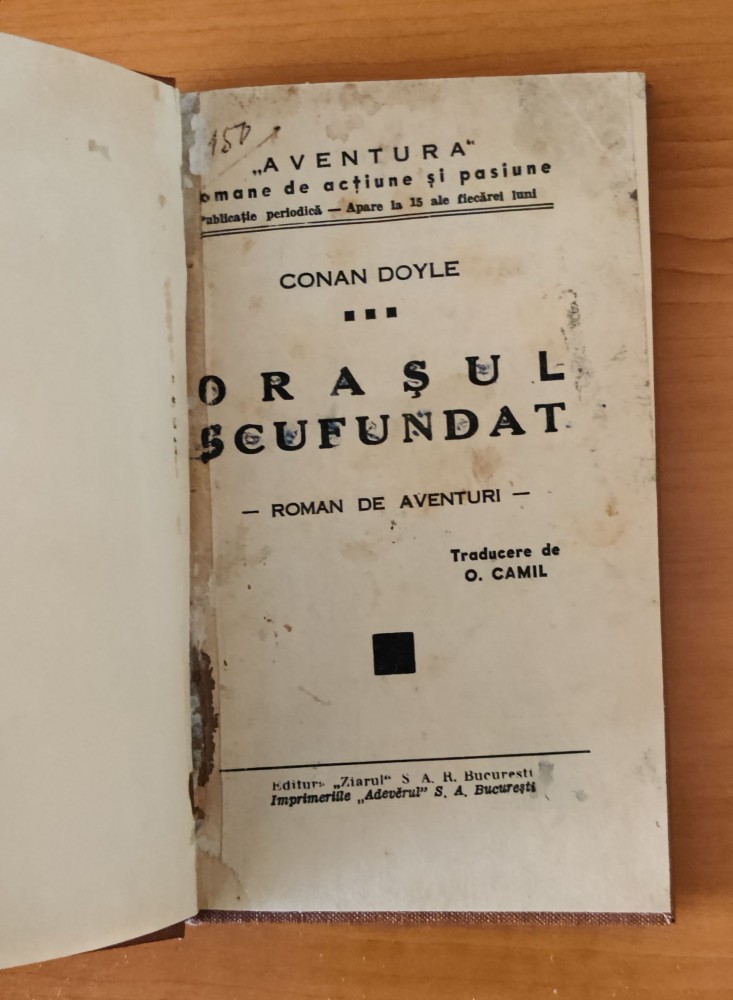 150
„AVENTURA“
omane de acțiune și pasiune
ublicație periodică — Apare la 15 ale fiecărei luni
CONAN DOYLE
ORAȘUL
SCUFUNDAT
— ROMAN DE AVENTURI —
Traducere de
O. CAMIL
Editura „Ziarul“ S. A. R. București
Imprimeriile „Adevĕrul” S. A. București